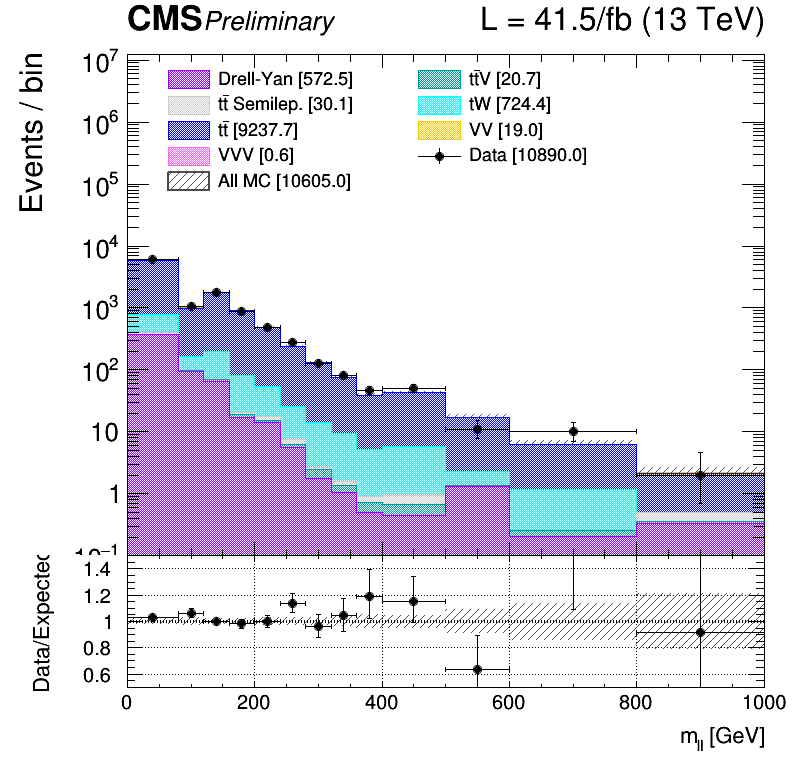 CMS Preliminary L = 41.5/fb (13 TeV)
Events / bin
Drell-Yan [572.5]
tt̄ Semilep. [30.1]
tt̄ [9237.7]
VVV [0.6]
All MC [10605.0]
tt̄V [20.7]
tW [724.4]
VV [19.0]
Data [10890.0]
10⁷
10⁶
10⁵
10⁴
10³
10²
10
1
10⁻¹
Data/Expected
1.4
1.2
1
0.8
0.6
0 200 400 600 800 1000
m_ll [GeV]